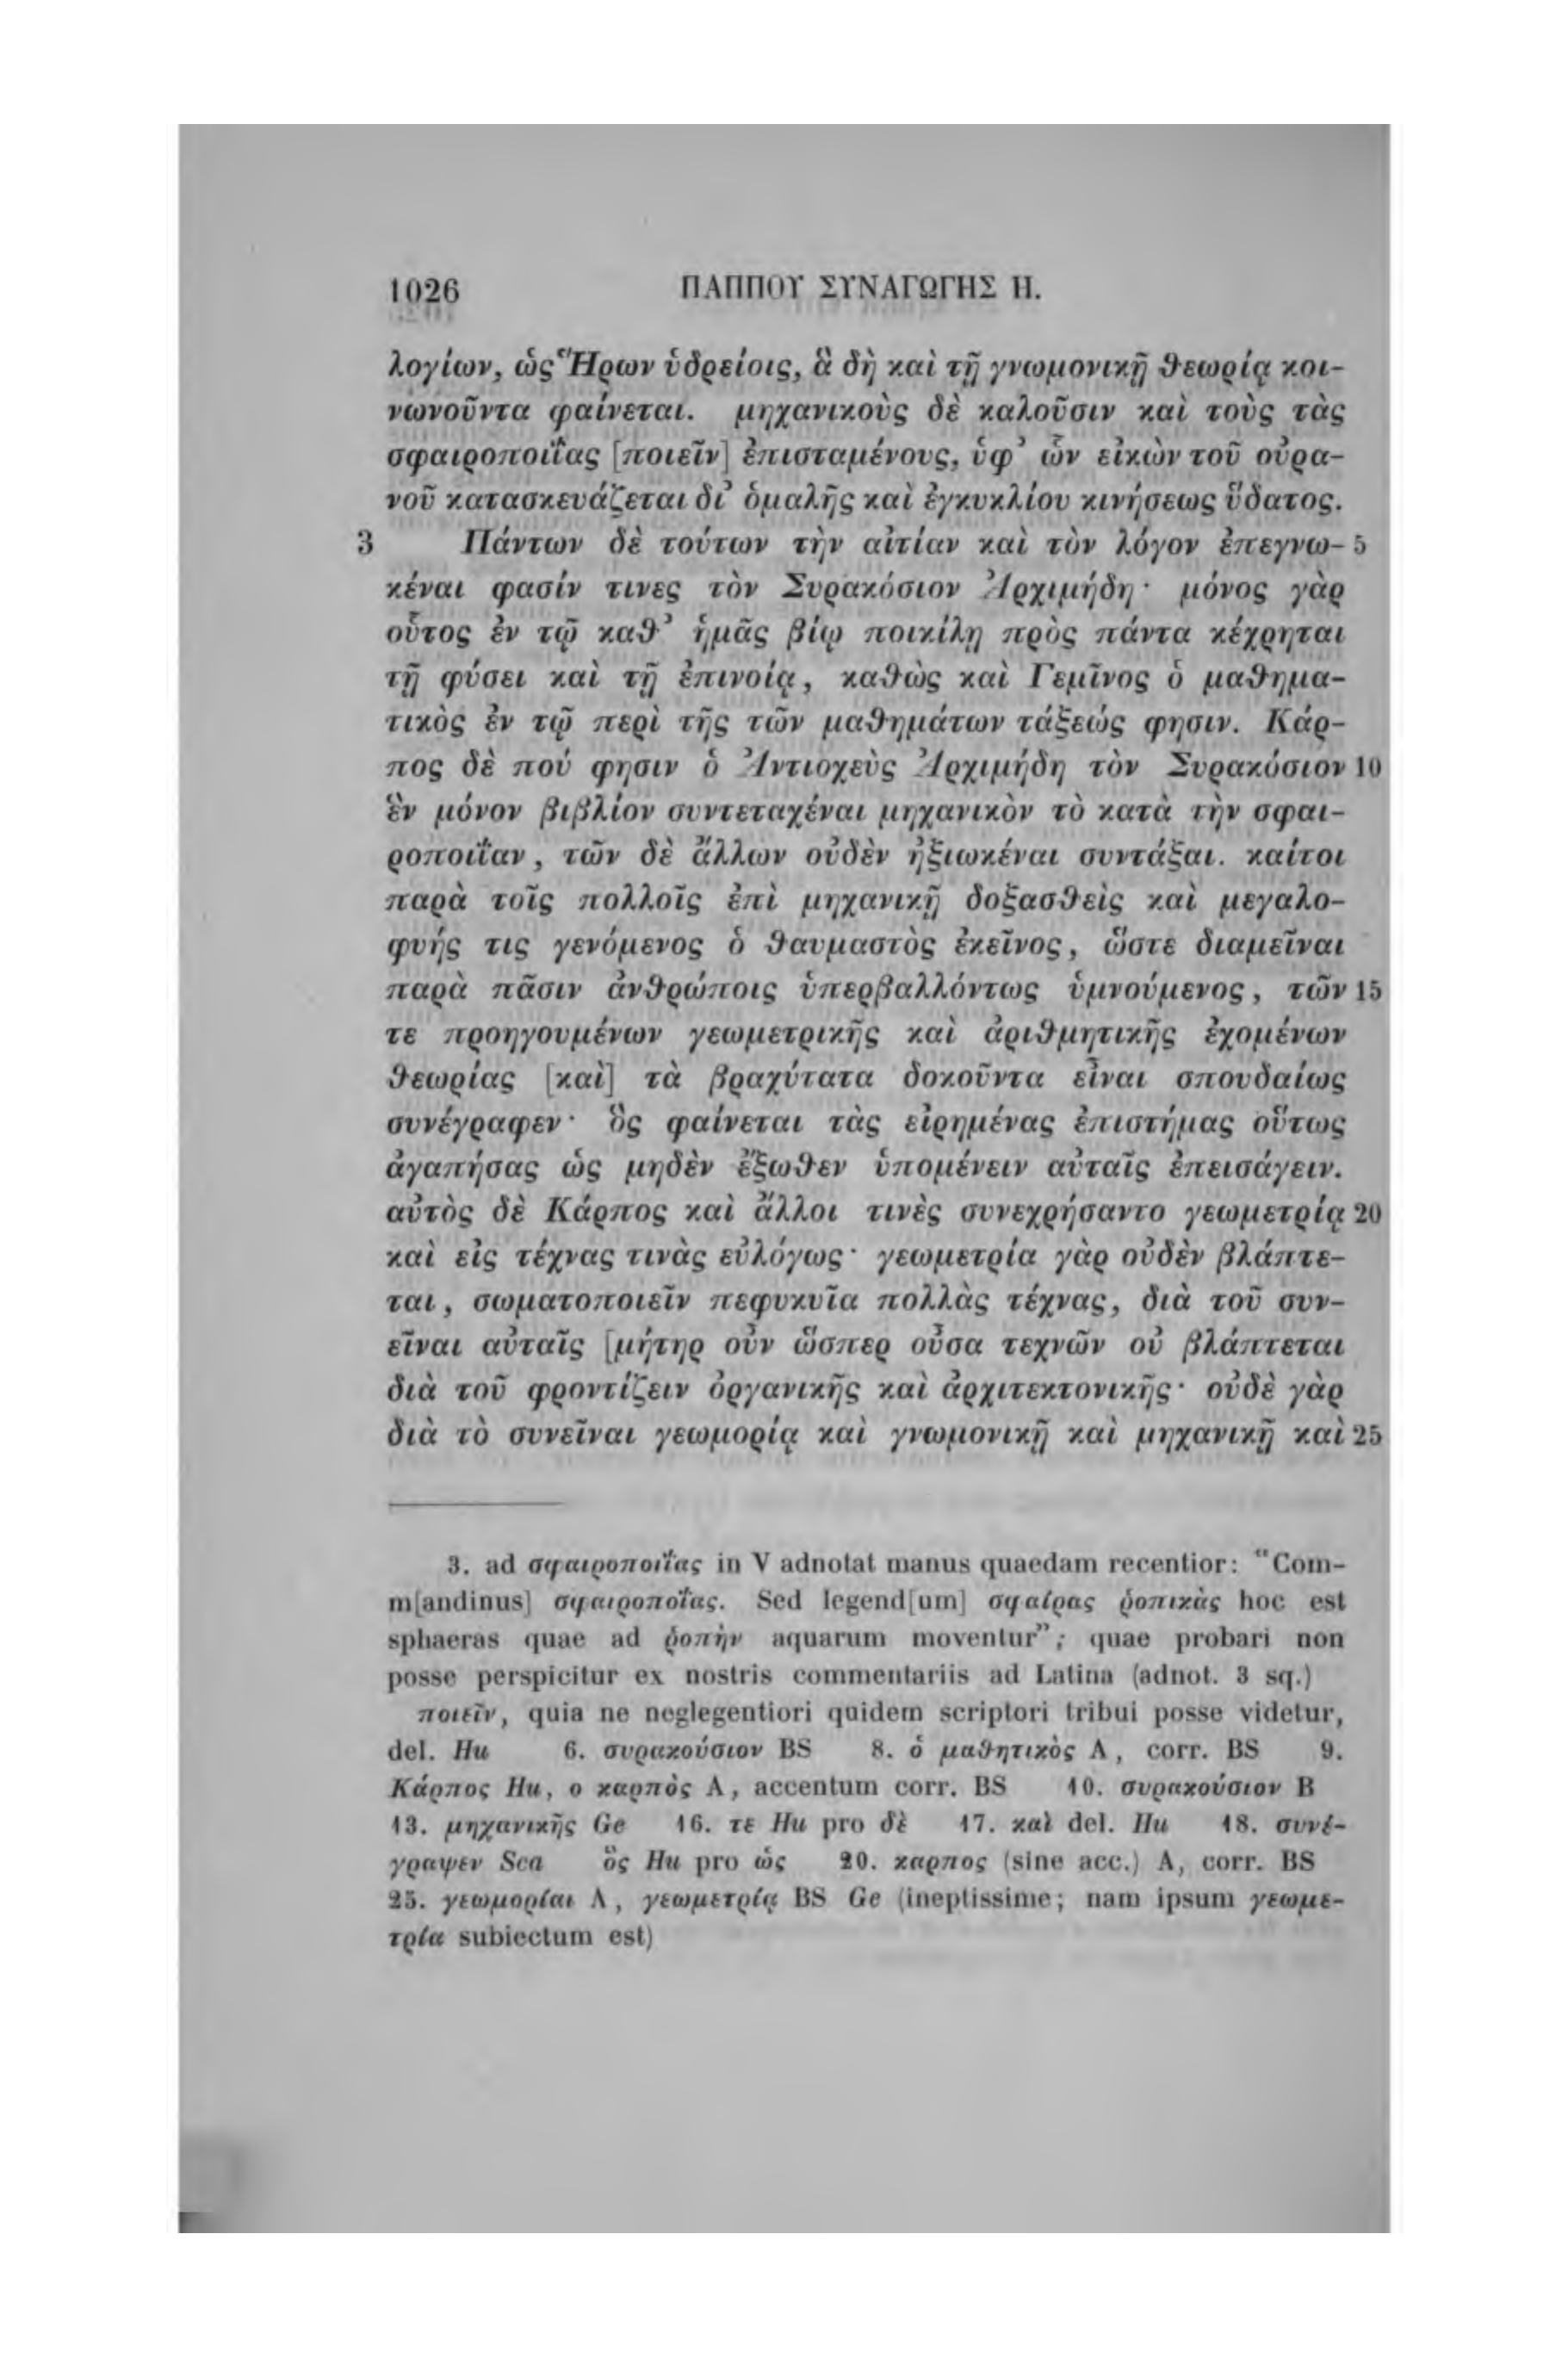 1026 ΠΑΠΠΟΥ ΣΥΝΑΓΩΓΗΣ Η.
λογίων, ὡς Ἥρων ὑδρείοις, ἃ δὴ καὶ τῇ γνωμονικῇ θεωρίᾳ κοι-
νωνοῦντα φαίνεται. μηχανικοὺς δὲ καλοῦσιν καὶ τοὺς τὰς
σφαιροποιΐας [ποιεῖν] ἐπισταμένους, ὑφ’ ὧν εἰκὼν τοῦ οὐρα-
νοῦ κατασκευάζεται δι’ ὁμαλῆς καὶ ἐγκυκλίου κινήσεως ὕδατος.
3 Πάντων δὲ τούτων τὴν αἰτίαν καὶ τὸν λόγον ἐπεγνω- 5
κέναι φασίν τινες τὸν Συρακόσιον Ἀρχιμήδη· μόνος γὰρ
οὗτος ἐν τῷ καθ’ ἡμᾶς βίῳ ποικίλῃ πρὸς πάντα κέχρηται
τῇ φύσει καὶ τῇ ἐπινοίᾳ, καθὼς καὶ Γεμῖνος ὁ μαθημα-
τικὸς ἐν τῷ περὶ τῆς τῶν μαθημάτων τάξεώς φησιν. Κάρ-
πος δὲ πού φησιν ὁ Ἀντιοχεὺς Ἀρχιμήδη τὸν Συρακόσιον 10
ἓν μόνον βιβλίον συντεταχέναι μηχανικὸν τὸ κατὰ τὴν σφαι-
ροποιΐαν, τῶν δὲ ἄλλων οὐδὲν ἠξιωκέναι συντάξαι. καίτοι
παρὰ τοῖς πολλοῖς ἐπὶ μηχανικῇ δοξασθεὶς καὶ μεγαλο-
φυής τις γενόμενος ὁ θαυμαστὸς ἐκεῖνος, ὥστε διαμεῖναι
παρὰ πᾶσιν ἀνθρώποις ὑπερβαλλόντως ὑμνούμενος, τῶν 15
τε προηγουμένων γεωμετρικῆς καὶ ἀριθμητικῆς ἐχομένων
θεωρίας [καὶ] τὰ βραχύτατα δοκοῦντα εἶναι σπουδαίως
συνέγραφεν· ὃς φαίνεται τὰς εἰρημένας ἐπιστήμας οὕτως
ἀγαπήσας ὡς μηδὲν ἔξωθεν ὑπομένειν αὐταῖς ἐπεισάγειν.
αὐτὸς δὲ Κάρπος καὶ ἄλλοι τινὲς συνεχρήσαντο γεωμετρίᾳ 20
καὶ εἰς τέχνας τινὰς εὐλόγως· γεωμετρία γὰρ οὐδὲν βλάπτε-
ται, σωματοποιεῖν πεφυκυῖα πολλὰς τέχνας, διὰ τοῦ συν-
εῖναι αὐταῖς [μήτηρ οὖν ὥσπερ οὖσα τεχνῶν οὐ βλάπτεται
διὰ τοῦ φροντίζειν ὀργανικῆς καὶ ἀρχιτεκτονικῆς· οὐδὲ γὰρ
διὰ τὸ συνεῖναι γεωμορίᾳ καὶ γνωμονικῇ καὶ μηχανικῇ καὶ 25
3. ad σφαιροποιΐας in V adnotat manus quaedam recentior: “Com-
m[andinus] σφαιροποΐας. Sed legend[um] σφαίρας ῥοπικὰς hoc est
sphaeras quae ad ῥοπὴν aquarum moventur”; quae probari non
posse perspicitur ex nostris commentariis ad Latina (adnot. 3 sq.)
ποιεῖν, quia ne neglegentiori quidem scriptori tribui posse videtur,
del. Hu 6. συρακούσιον BS 8. ὁ μαθητικὸς A, corr. BS 9.
Κάρπος Hu, ο καρπὸς A, accentum corr. BS 10. συρακούσιον B
13. μηχανικῆς Ge 16. τε Hu pro δὲ 17. καὶ del. Hu 18. συνέ-
γραψεν Sca ὃς Hu pro ὡς 20. καρπος (sine acc.) A, corr. BS
25. γεωμορίαι A, γεωμετρίᾳ BS Ge (ineptissime; nam ipsum γεωμε-
τρία subiectum est)